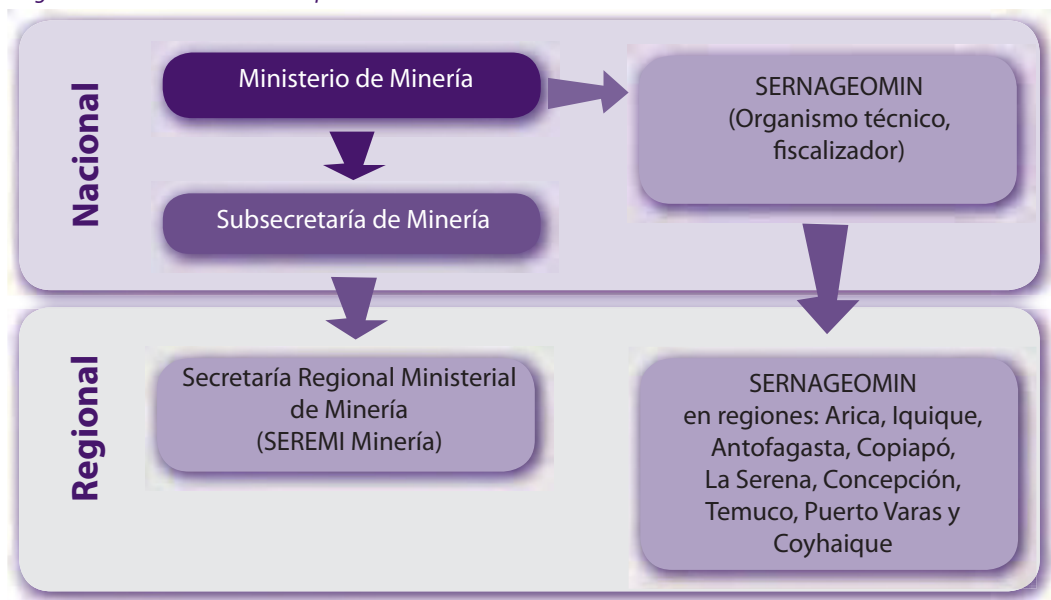 Nacional
Ministerio de Minería
SERNAGEOMIN
(Organismo técnico,
fiscalizador)
Subsecretaría de Minería
Regional
Secretaría Regional Ministerial
de Minería
(SEREMI Minería)
SERNAGEOMIN
en regiones: Arica, Iquique,
Antofagasta, Copiapó,
La Serena, Concepción,
Temuco, Puerto Varas y
Coyhaique